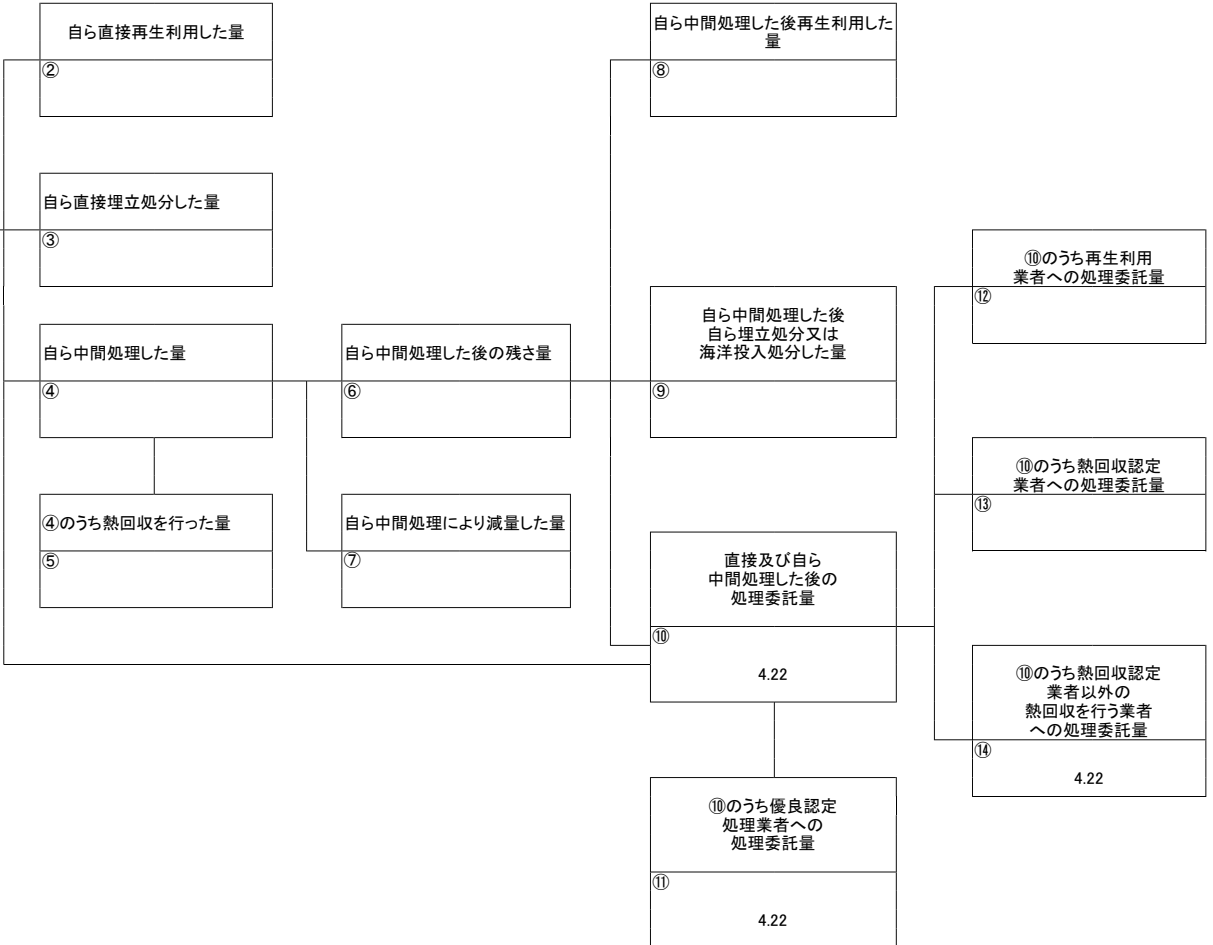 自ら直接再生利用した量
②
自ら中間処理した後再生利用した
量
⑧
自ら直接埋立処分した量
③
⑩のうち再生利用
業者への処理委託量
⑫
自ら中間処理した量
④
自ら中間処理した後の残さ量
⑥
自ら中間処理した後
自ら埋立処分又は
海洋投入処分した量
⑨
⑩のうち熱回収認定
業者への処理委託量
⑬
④のうち熱回収を行った量
⑤
自ら中間処理により減量した量
⑦
直接及び自ら
中間処理した後の
処理委託量
⑩
4.22
⑩のうち熱回収認定
業者以外の
熱回収を行う業者
への処理委託量
⑭
4.22
⑩のうち優良認定
処理業者への
処理委託量
⑪
4.22